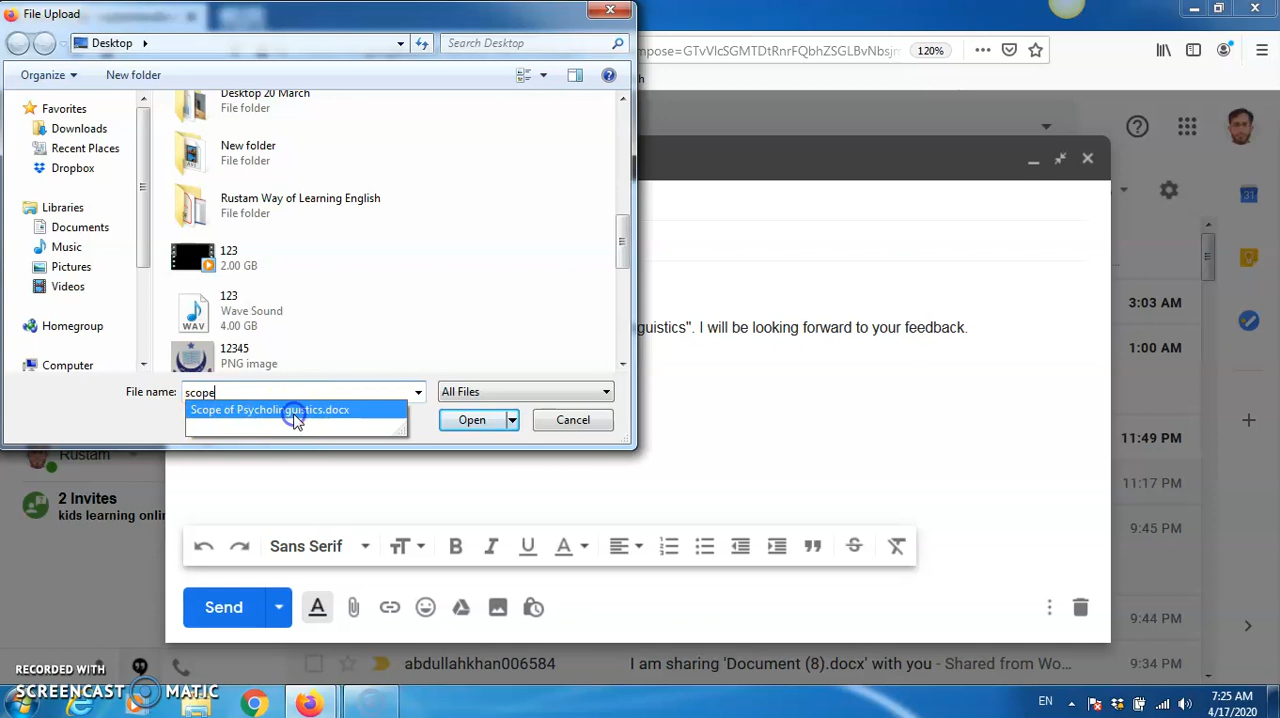 File Upload
Desktop
Search Desktop
mpose=GTvVlcSGMTDtRnrFQbhZSGLBvNbsjm
120%
Organize
New folder
h
Favorites
Downloads
Recent Places
Dropbox
Libraries
Documents
Music
Pictures
Videos
Homegroup
Computer
Desktop 20 March
File folder
New folder
File folder
Rustam Way of Learning English
File folder
123
2.00 GB
123
Wave Sound
4.00 GB
12345
PNG image
File name:
scope
All Files
Scope of Psycholinguistics.docx
Open
Cancel
guistics". I will be looking forward to your feedback.
3:03 AM
1:00 AM
11:49 PM
11:17 PM
9:45 PM
9:44 PM
9:34 PM
Rustam
2 Invites
kids learning onlin
Sans Serif
Send
abdullahkhan006584
I am sharing 'Document (8).docx' with you - Shared from Wo...
RECORDED WITH
SCREENCAST MATIC
EN
7:25 AM
4/17/2020